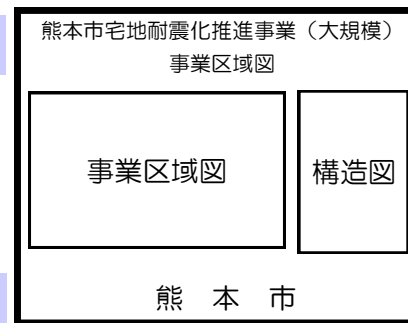 熊本市宅地耐震化推進事業（大規模）
事業区域図
事業区域図
構造図
熊 本 市